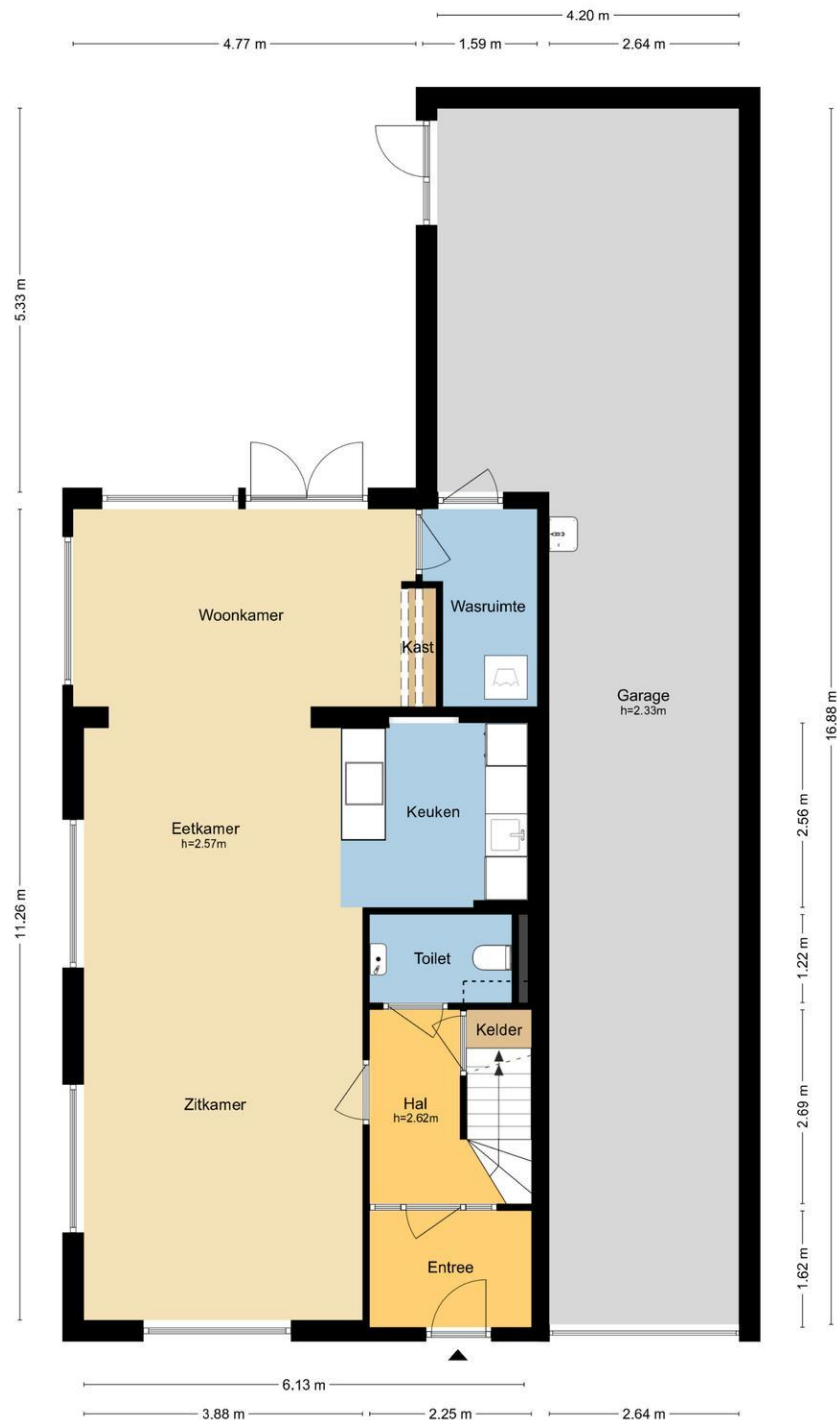 4.20 m
4.77 m
1.59 m
2.64 m
5.33 m
Woonkamer
Kast
Wasruimte
Garage
h=2.33m
16.88 m
Eetkamer
h=2.57m
Keuken
2.56 m
11.26 m
Toilet
1.22 m
Kelder
Zitkamer
Hal
h=2.62m
2.69 m
Entree
1.62 m
6.13 m
3.88 m
2.25 m
2.64 m